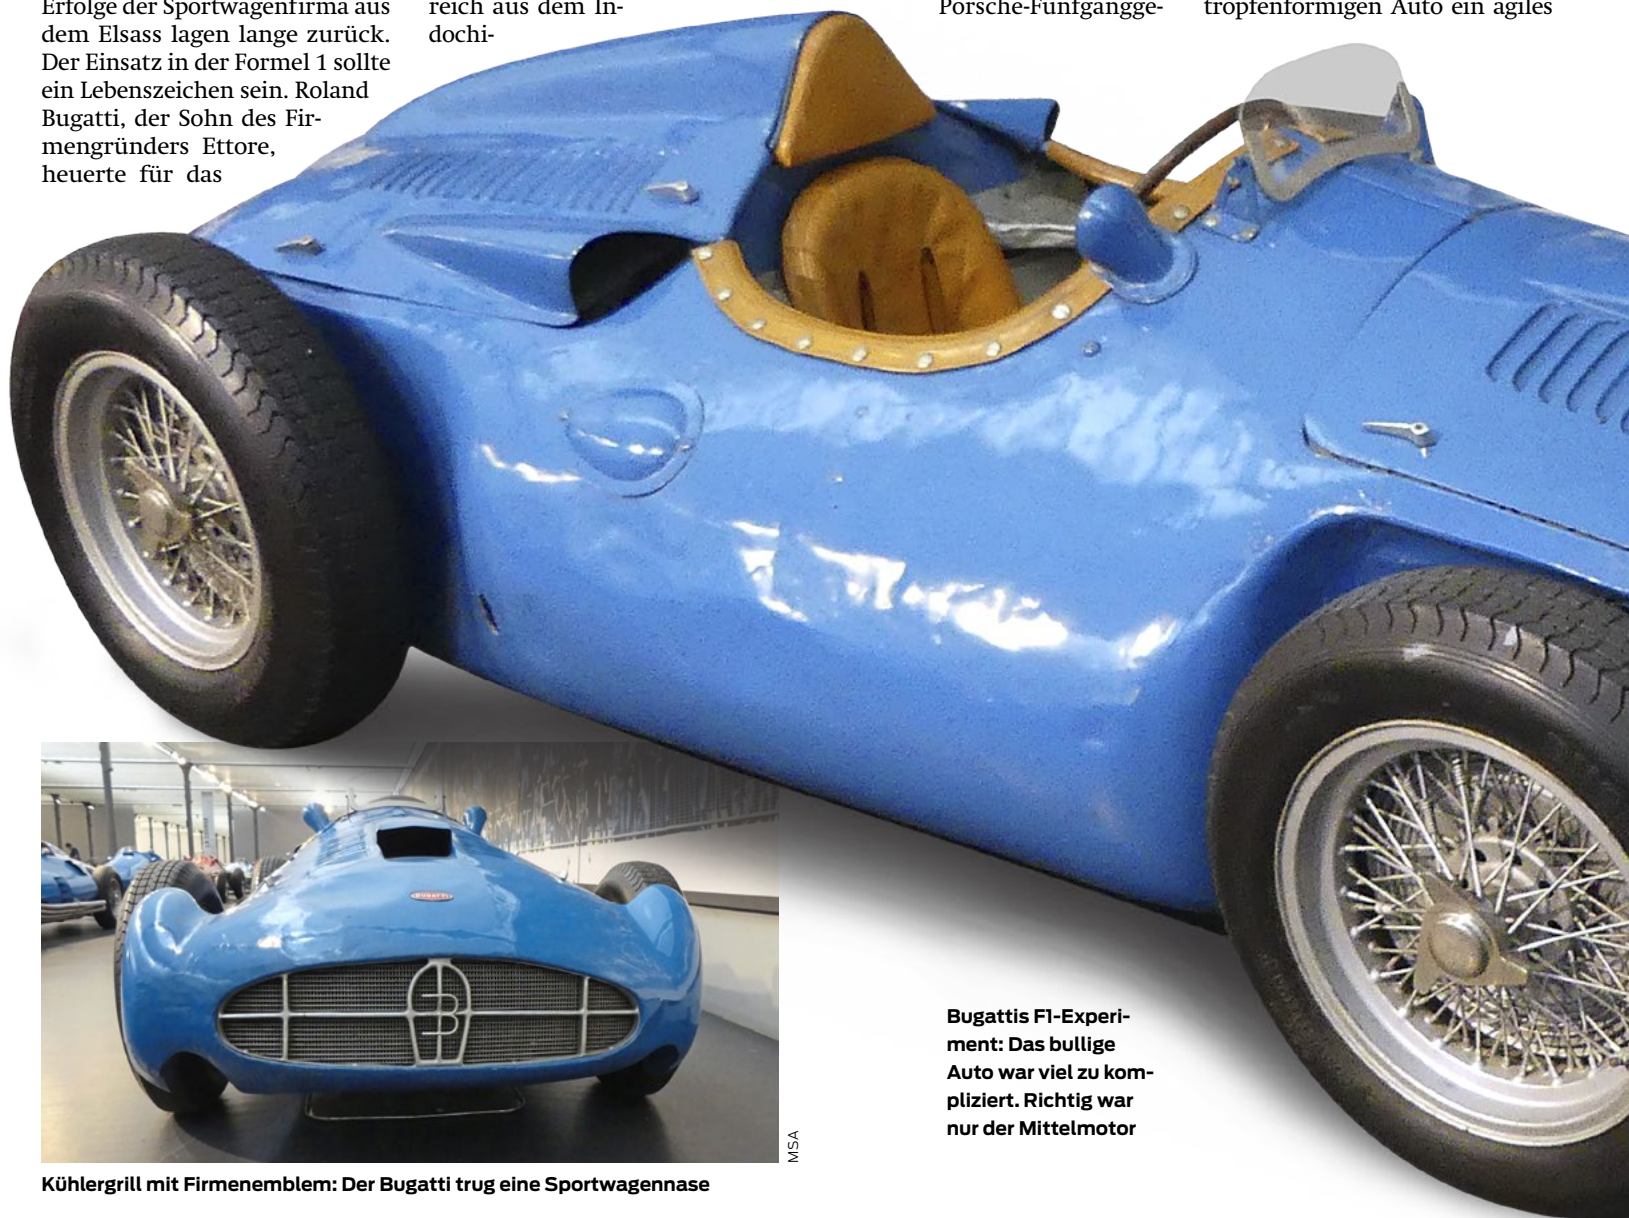 Erfolge der Sportwagenfirma aus
dem Elsass lagen lange zurück.
Der Einsatz in der Formel 1 sollte
ein Lebenszeichen sein. Roland
Bugatti, der Sohn des Fir-
mengründers Ettore,
heuerte für das
reich aus dem In-
dochi-
Porsche-Fünfgangge-
tropfenförmigen Auto ein agiles
BUGATTI
MSA
Kühlergrill mit Firmenemblem: Der Bugatti trug eine Sportwagennase
Bugattis F1-Experi-
ment: Das bullige
Auto war viel zu kom-
pliziert. Richtig war
nur der Mittelmotor